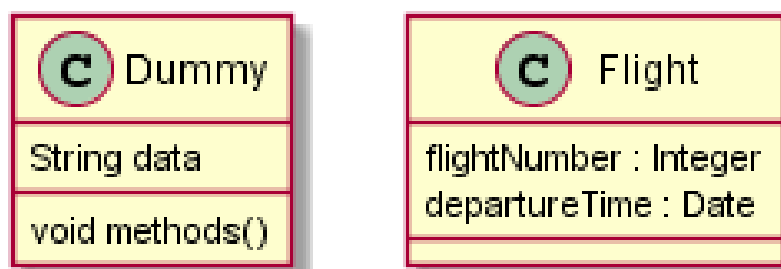 C Dummy
String data
void methods()
C Flight
flightNumber : Integer
departureTime : Date